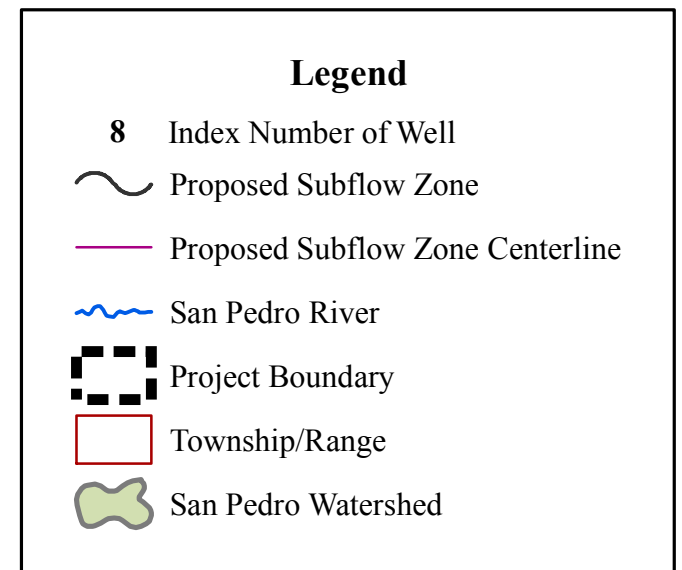 Legend
8 Index Number of Well
Proposed Subflow Zone
Proposed Subflow Zone Centerline
San Pedro River
Project Boundary
Township/Range
San Pedro Watershed